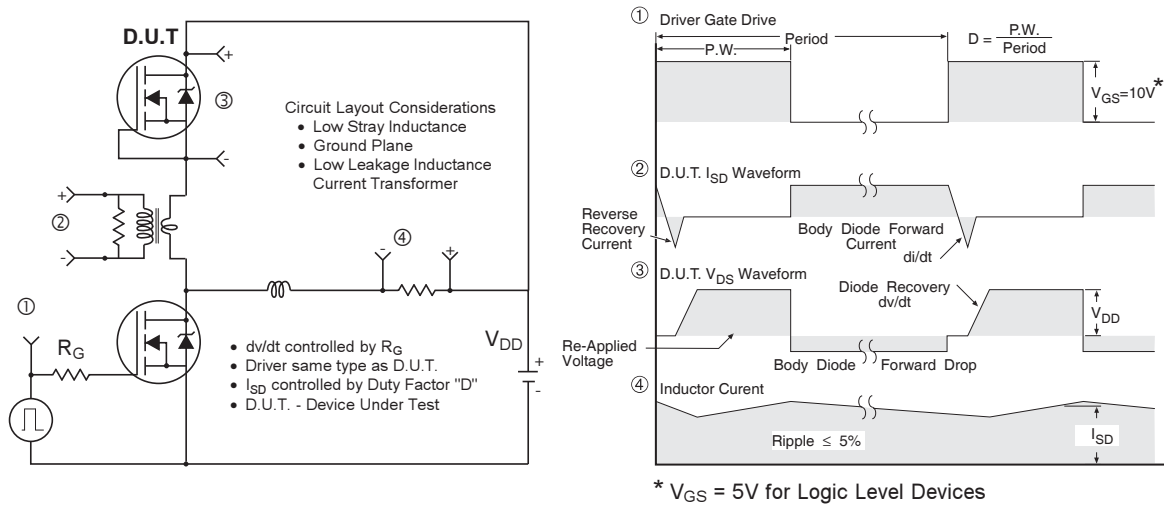 D.U.T
+
③
-
Circuit Layout Considerations
• Low Stray Inductance
• Ground Plane
• Low Leakage Inductance
Current Transformer
+
②
-
④
- +
①
R_G
V_DD
+
-
• dv/dt controlled by R_G
• Driver same type as D.U.T.
• I_SD controlled by Duty Factor "D"
• D.U.T. - Device Under Test
① Driver Gate Drive
P.W.
Period
D = P.W.
Period
V_GS=10V *
② D.U.T. I_SD Waveform
Reverse
Recovery
Current
Body Diode Forward
Current
di/dt
③ D.U.T. V_DS Waveform
Diode Recovery
dv/dt
V_DD
Re-Applied
Voltage
Body Diode Forward Drop
④ Inductor Curent
Ripple ≤ 5%
I_SD
* V_GS = 5V for Logic Level Devices